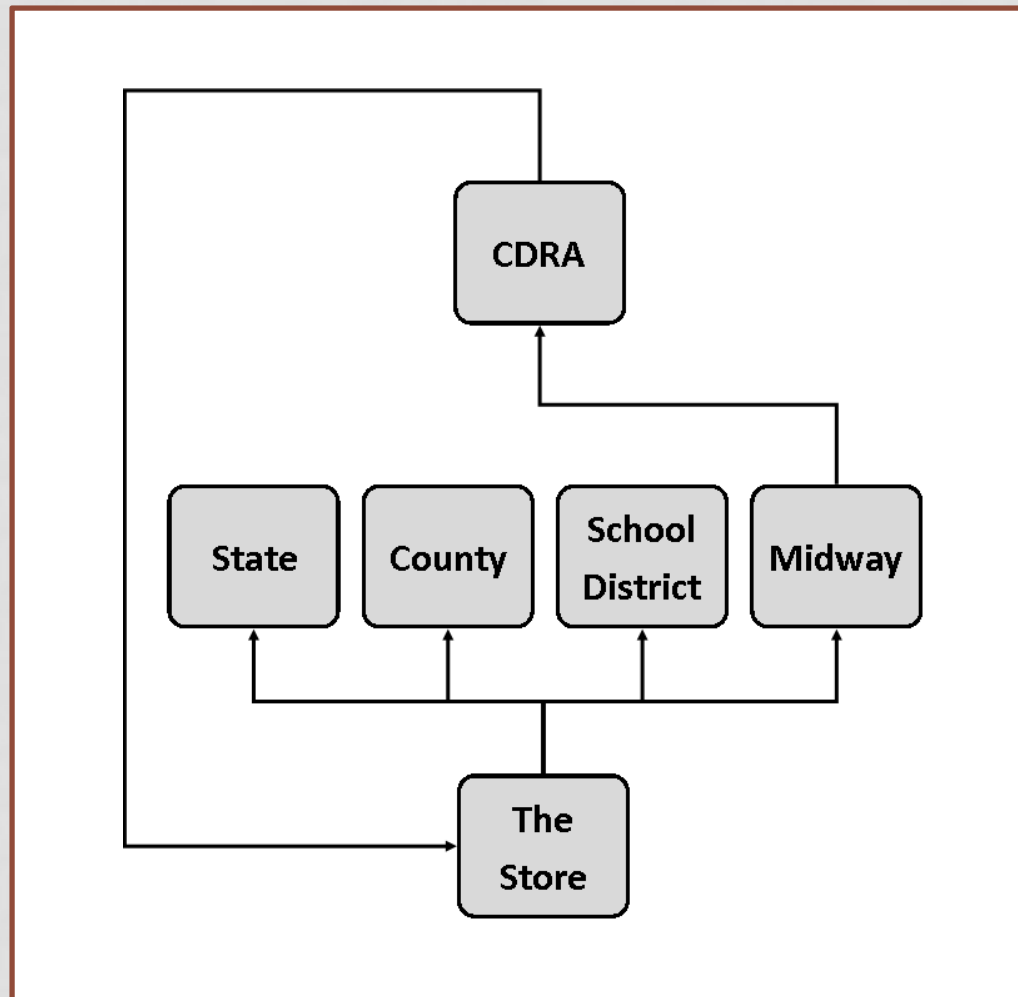 CDRA
State
County
School
District
Midway
The
Store